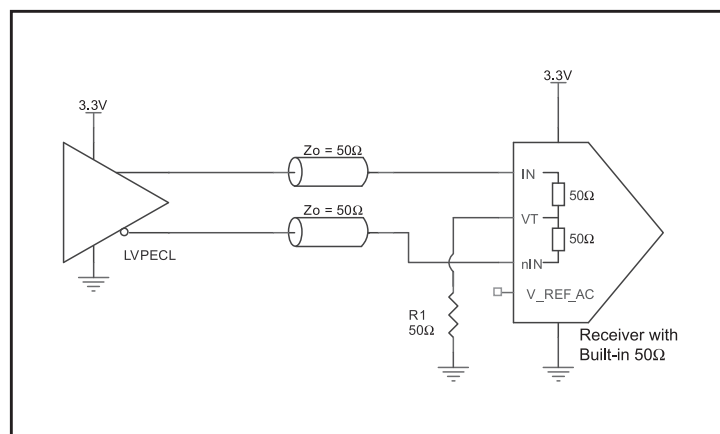 3.3V
3.3V
Zo = 50Ω
IN
50Ω
Zo = 50Ω
VT
50Ω
LVPECL
nIN
V_REF_AC
R1
50Ω
Receiver with
Built-in 50Ω